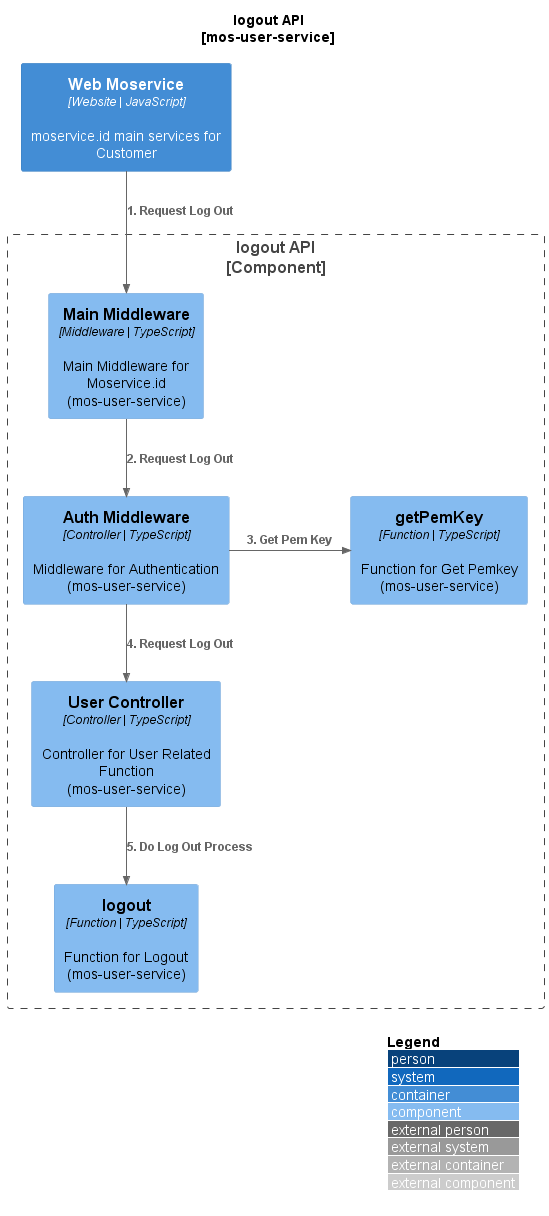 logout API
[mos-user-service]
Web Moservice
[Website | JavaScript]
moservice.id main services for
Customer
1. Request Log Out
logout API
[Component]
Main Middleware
[Middleware | TypeScript]
Main Middleware for
Moservice.id
(mos-user-service)
2. Request Log Out
Auth Middleware
[Controller | TypeScript]
Middleware for Authentication
(mos-user-service)
3. Get Pem Key
getPemKey
[Function | TypeScript]
Function for Get Pemkey
(mos-user-service)
4. Request Log Out
User Controller
[Controller | TypeScript]
Controller for User Related
Function
(mos-user-service)
5. Do Log Out Process
logout
[Function | TypeScript]
Function for Logout
(mos-user-service)
Legend
person
system
container
component
external person
external system
external container
external component